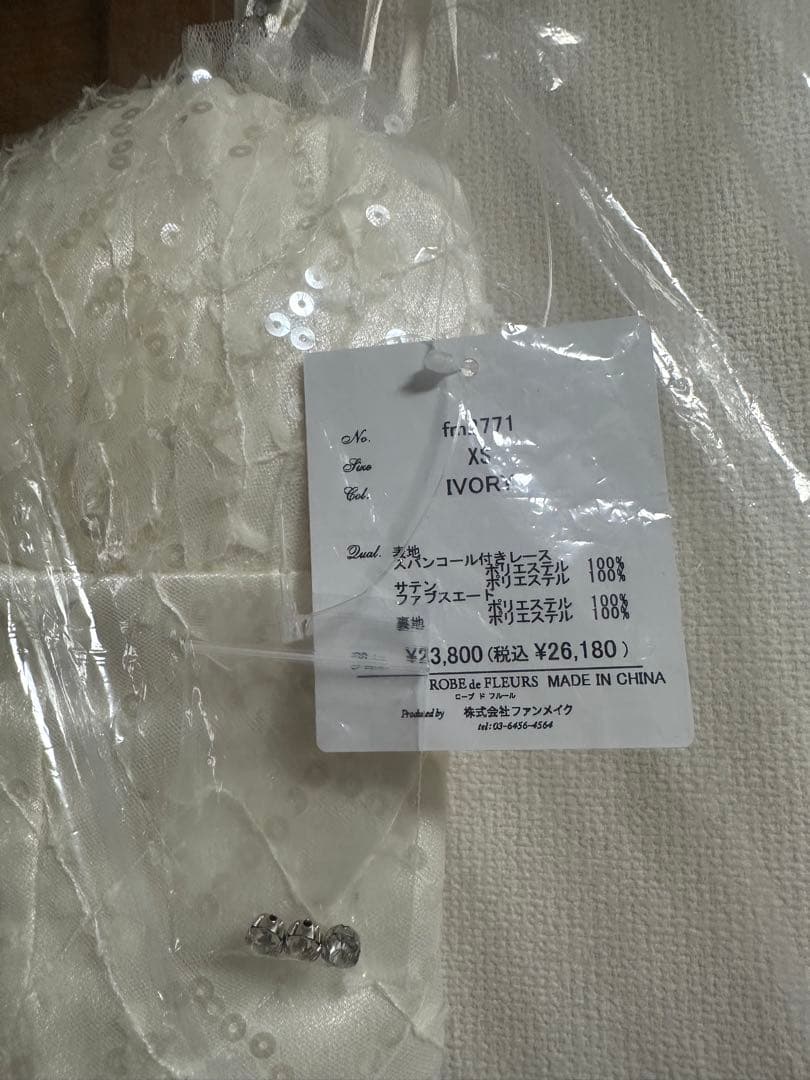 No. fm2771
Size XS
Col. IVORY
Qual. 表地
スパンコール付きレース
ポリエステル 100%
サテン ポリエステル 100%
ファブスエード
ポリエステル 100%
裏地 ポリエステル 100%
¥23,800(税込 ¥26,180)
ROBE de FLEURS MADE IN CHINA
ローブ ド フルール
Produced by 株式会社ファンメイク
tel:03-6456-4564